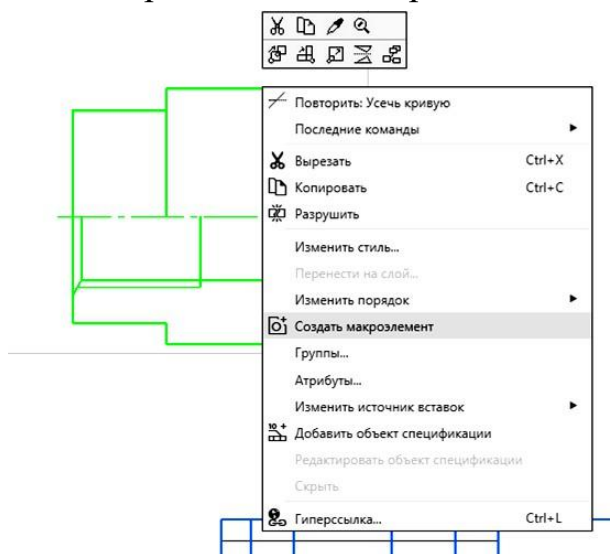 Повторить: Усечь кривую
Последние команды
Вырезать Ctrl+X
Копировать Ctrl+C
Разрушить
Изменить стиль...
Перенести на слой...
Изменить порядок
Создать макроэлемент
Группы...
Атрибуты...
Изменить источник вставок
Добавить объект спецификации
Редактировать объект спецификации
Скрыть
Гиперссылка... Ctrl+L